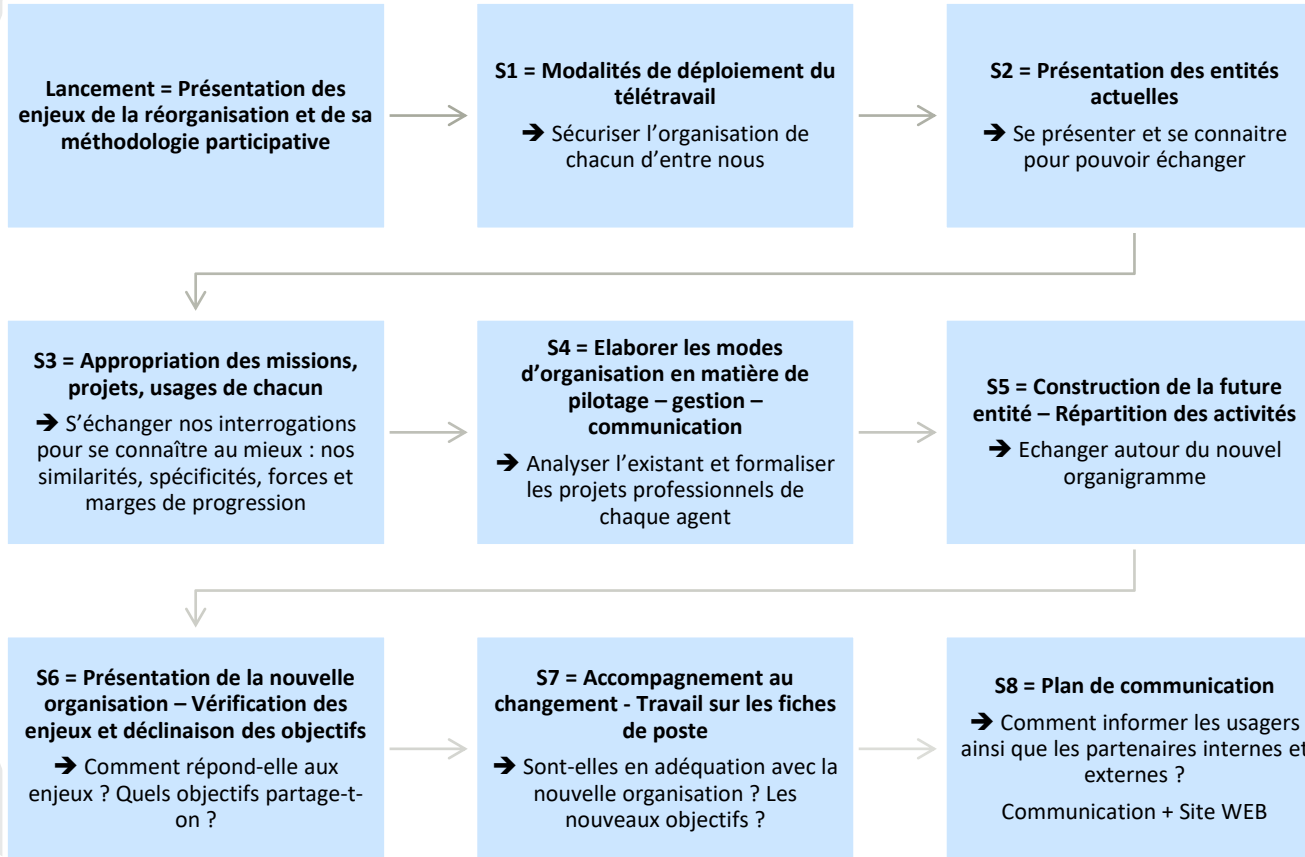 Lancement = Présentation des
enjeux de la réorganisation et de sa
méthodologie participative
S1 = Modalités de déploiement du
télétravail
➔ Sécuriser l’organisation de
chacun d’entre nous
S2 = Présentation des entités
actuelles
➔ Se présenter et se connaitre
pour pouvoir échanger
S3 = Appropriation des missions,
projets, usages de chacun
➔ S’échanger nos interrogations
pour se connaître au mieux : nos
similarités, spécificités, forces et
marges de progression
S4 = Elaborer les modes
d’organisation en matière de
pilotage – gestion –
communication
➔ Analyser l’existant et formaliser
les projets professionnels de
chaque agent
S5 = Construction de la future
entité – Répartition des activités
➔ Echanger autour du nouvel
organigramme
S6 = Présentation de la nouvelle
organisation – Vérification des
enjeux et déclinaison des objectifs
➔ Comment répond-elle aux
enjeux ? Quels objectifs partage-t-
on ?
S7 = Accompagnement au
changement - Travail sur les fiches
de poste
➔ Sont-elles en adéquation avec la
nouvelle organisation ? Les
nouveaux objectifs ?
S8 = Plan de communication
➔ Comment informer les usagers
ainsi que les partenaires internes et
externes ?
Communication + Site WEB